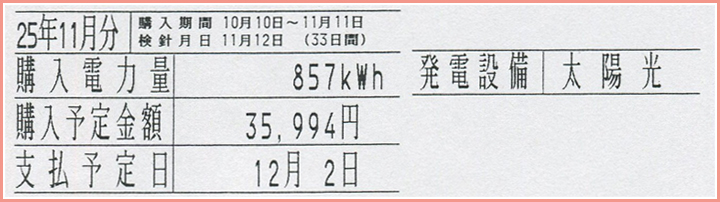 25年11月分 購入期間 10月10日～11月11日
検針月日 11月12日 (33日間)
購入電力量 857kWh
発電設備 太陽光
購入予定金額 35,994円
支払予定日 12月 2日